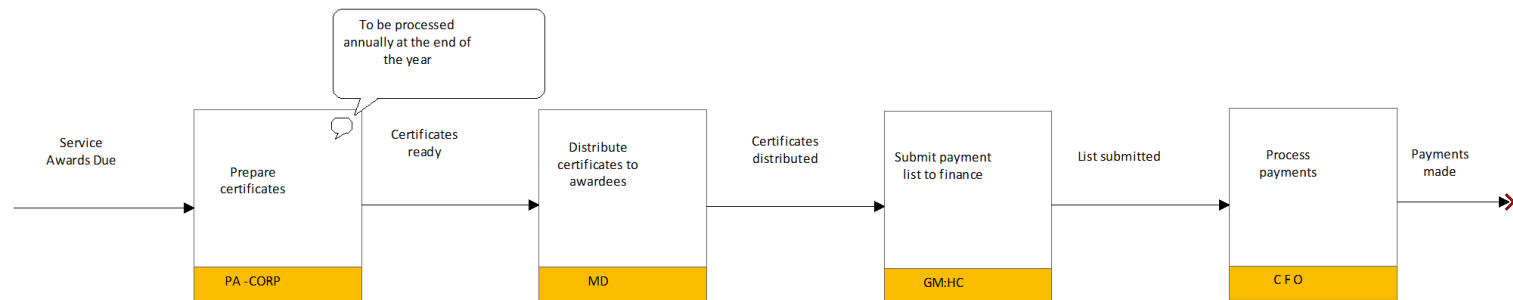 To be processed
annually at the end of
the year
Service
Awards Due
Prepare
certificates
PA -CORP
Certificates
ready
Distribute
certificates to
awardees
MD
Certificates
distributed
Submit payment
list to finance
GM:HC
List submitted
Process
payments
C F O
Payments
made